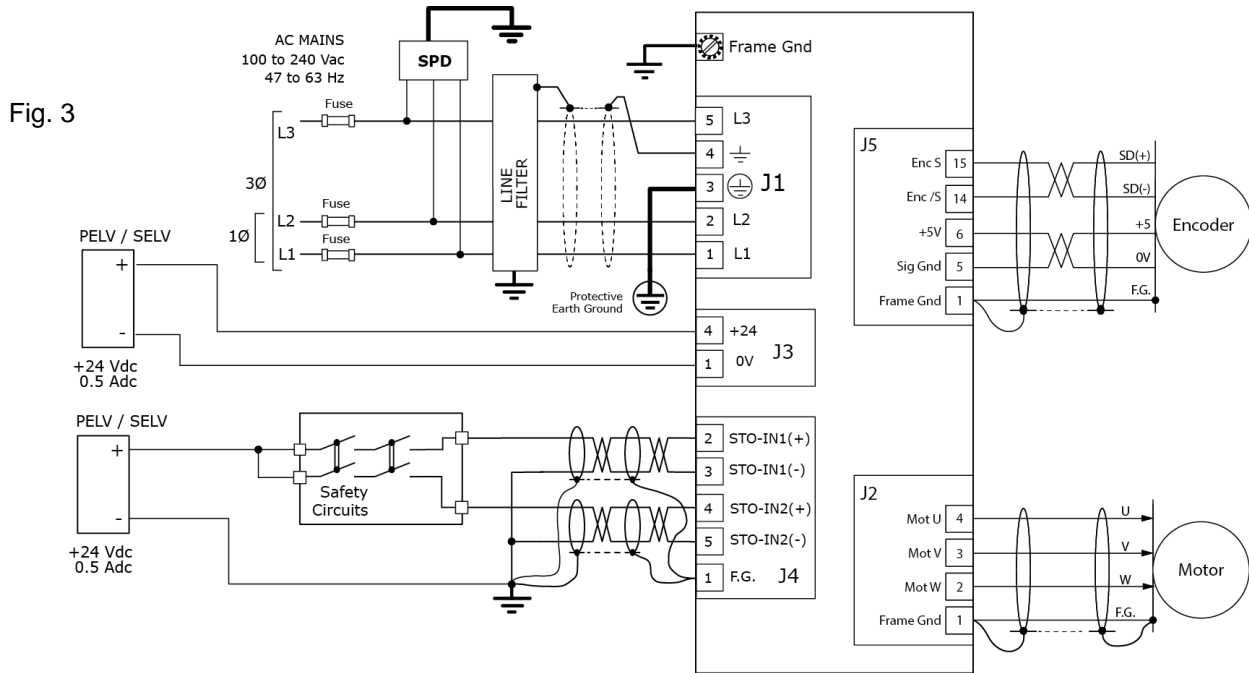 Fig. 3
AC MAINS
100 to 240 Vac
47 to 63 Hz
SPD
Frame Gnd
Fuse
L3
3Ø
Fuse
L2
1Ø
Fuse
L1
LINE
FILTER
Protective
Earth Ground
5 L3
4
3
2 L2
1 L1
J1
PELV / SELV
+
-
+24 Vdc
0.5 Adc
4 +24
1 0V
J3
PELV / SELV
+
-
+24 Vdc
0.5 Adc
Safety
Circuits
2 STO-IN1(+)
3 STO-IN1(-)
4 STO-IN2(+)
5 STO-IN2(-)
1 F.G.
J4
J5
Enc S 15 SD(+)
Enc /S 14 SD(-)
+5V 6 +5
Sig Gnd 5 0V
Frame Gnd 1 F.G.
Encoder
J2
Mot U 4 U
Mot V 3 V
Mot W 2 W
Frame Gnd 1 F.G.
Motor